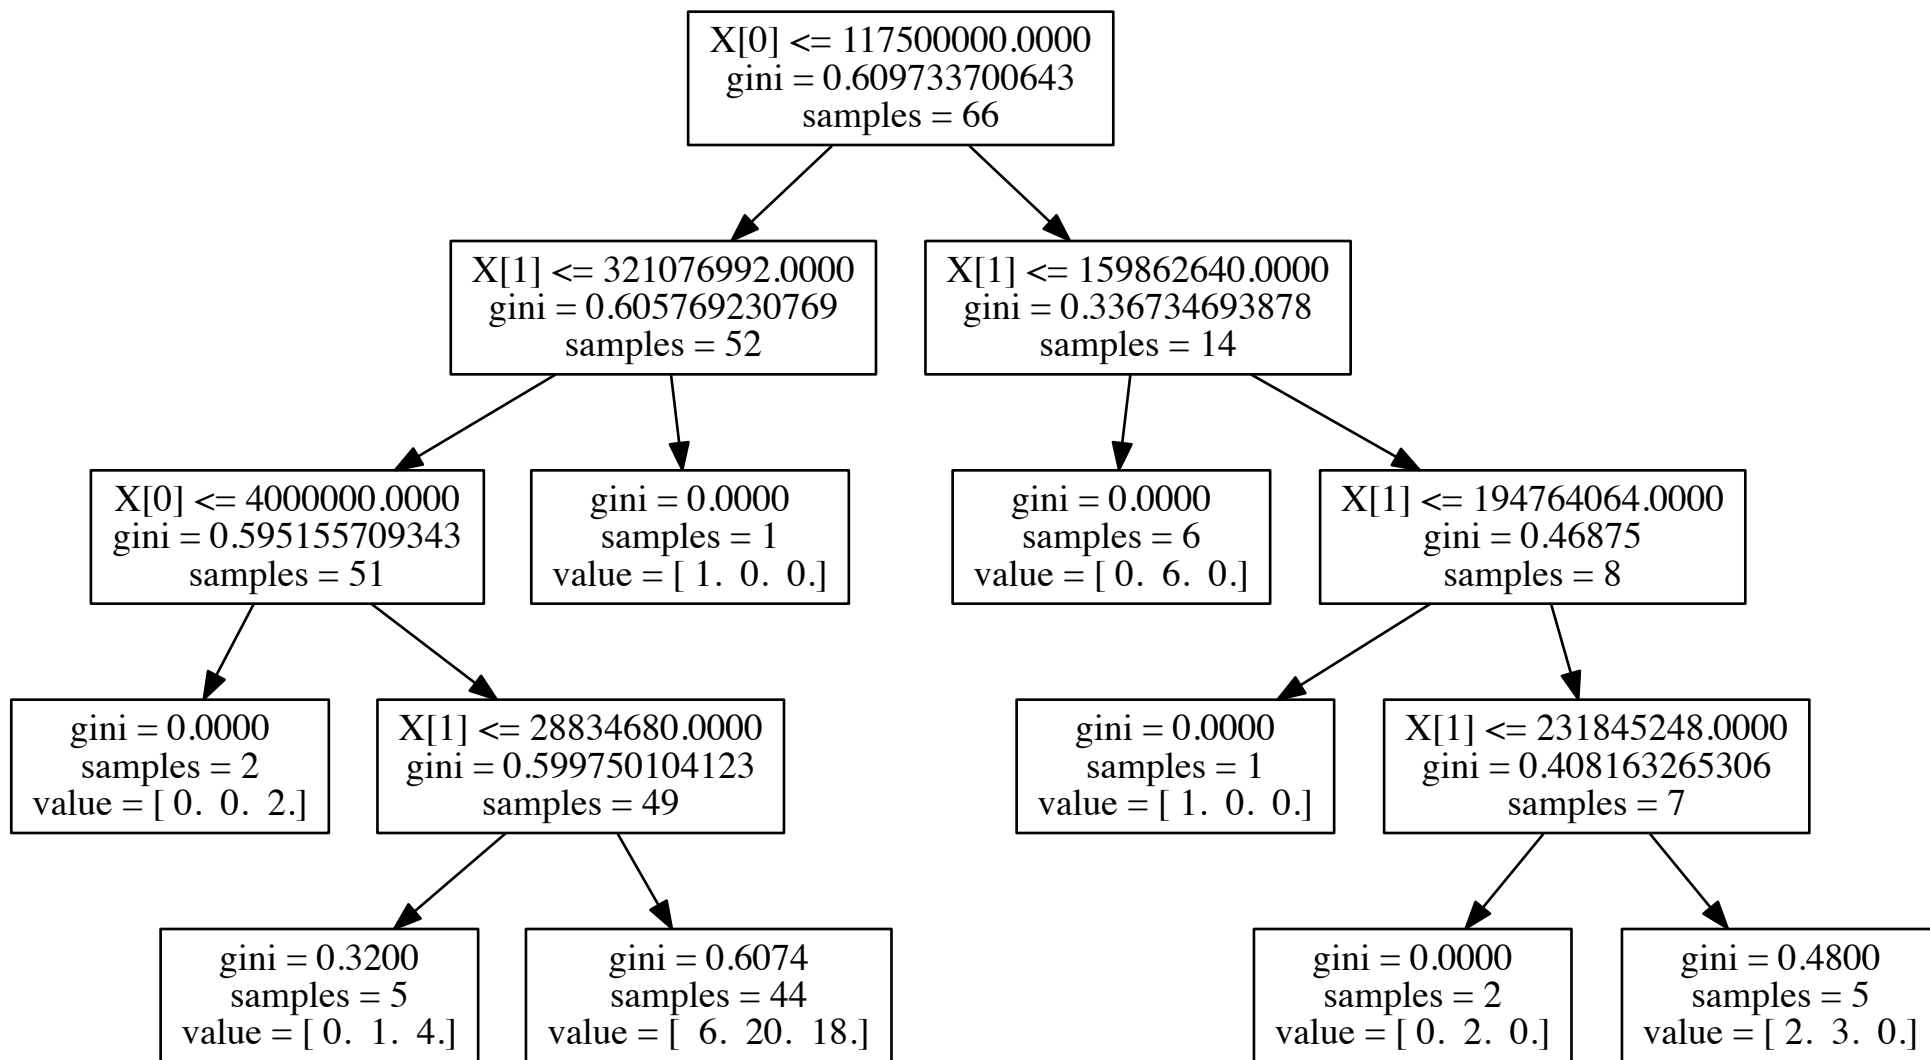 X[0] <= 117500000.0000
gini = 0.609733700643
samples = 66
X[1] <= 321076992.0000
gini = 0.605769230769
samples = 52
X[1] <= 159862640.0000
gini = 0.336734693878
samples = 14
X[0] <= 4000000.0000
gini = 0.595155709343
samples = 51
gini = 0.0000
samples = 1
value = [ 1.  0.  0.]
gini = 0.0000
samples = 6
value = [ 0.  6.  0.]
X[1] <= 194764064.0000
gini = 0.46875
samples = 8
gini = 0.0000
samples = 2
value = [ 0.  0.  2.]
X[1] <= 28834680.0000
gini = 0.599750104123
samples = 49
gini = 0.0000
samples = 1
value = [ 1.  0.  0.]
X[1] <= 231845248.0000
gini = 0.408163265306
samples = 7
gini = 0.3200
samples = 5
value = [ 0.  1.  4.]
gini = 0.6074
samples = 44
value = [  6.  20.  18.]
gini = 0.0000
samples = 2
value = [ 0.  2.  0.]
gini = 0.4800
samples = 5
value = [ 2.  3.  0.]